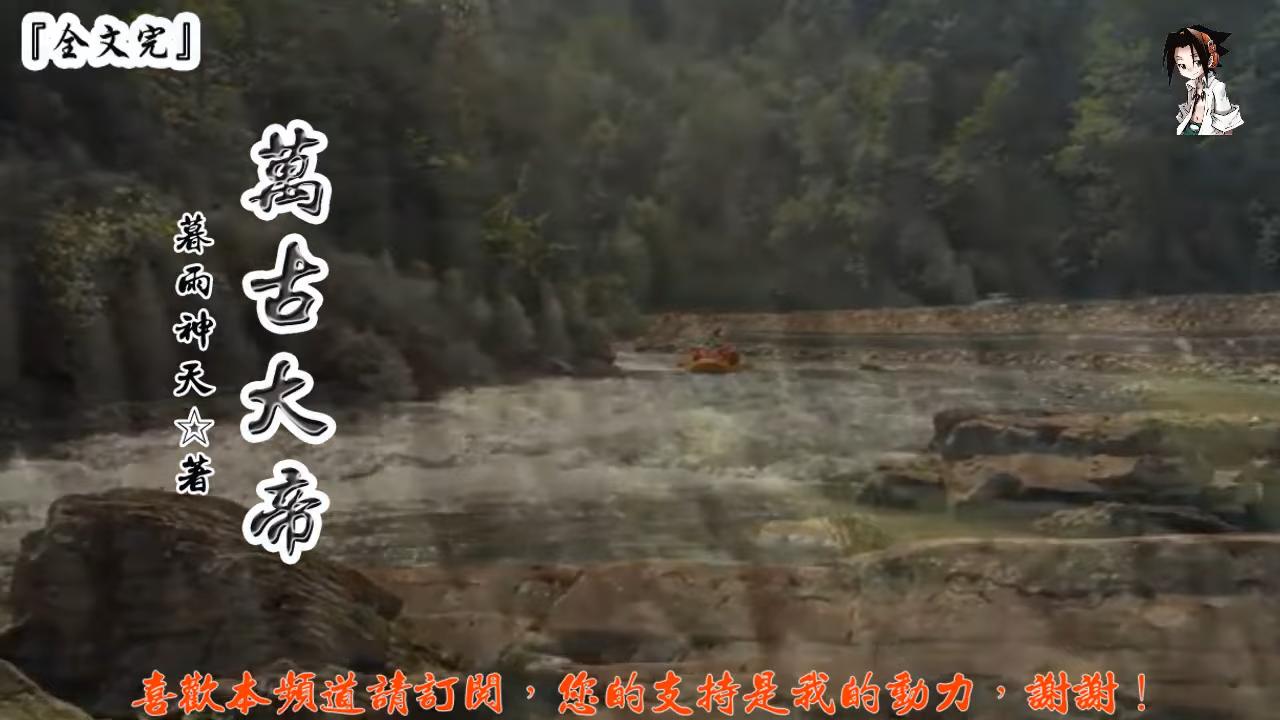 『全文完』
萬古大帝
暮雨神天☆著
喜歡本頻道請訂閱，您的支持是我的動力，謝謝！